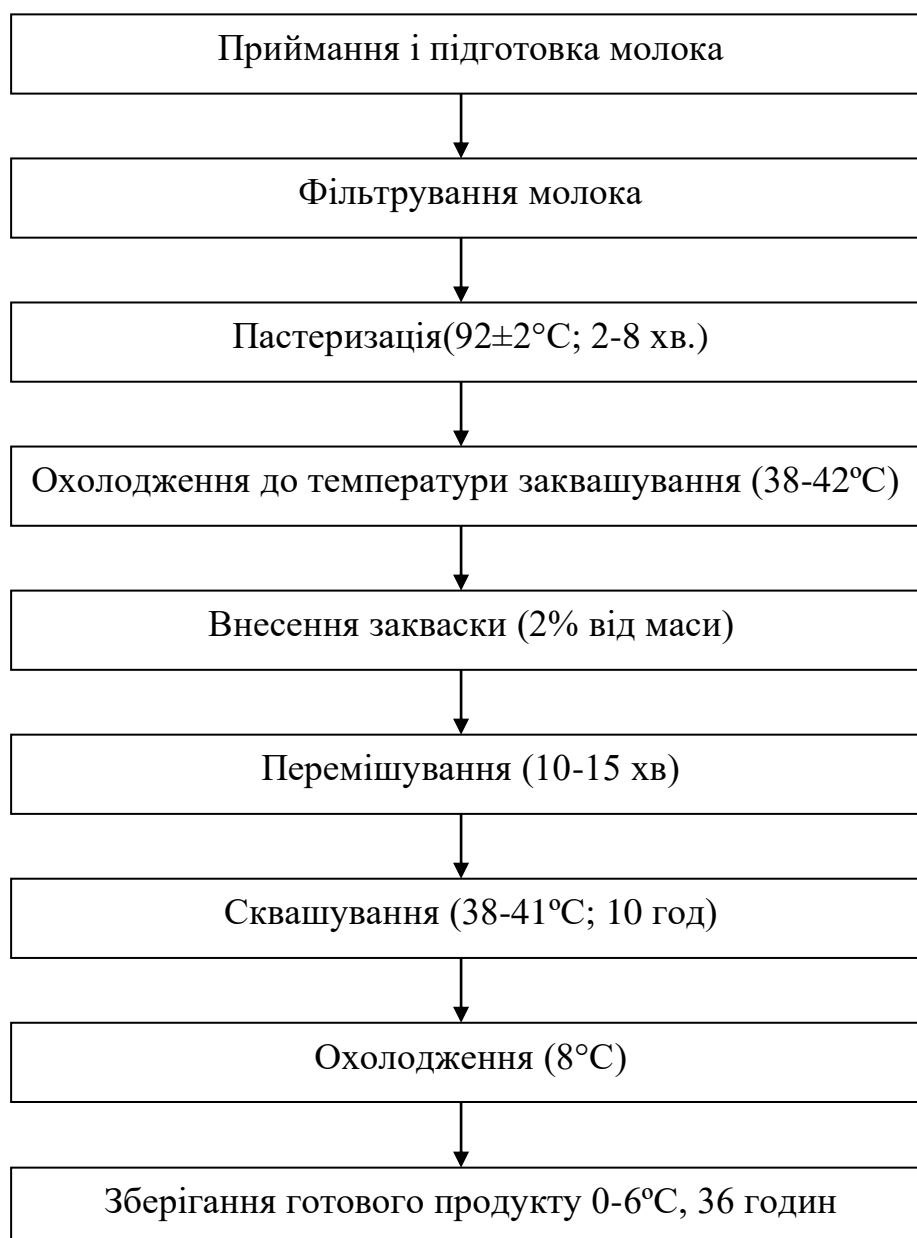 Приймання і підготовка молока
Фільтрування молока
Пастеризація(92±2°С; 2-8 хв.)
Охолодження до температури заквашування (38-42ºС)
Внесення закваски (2% від маси)
Перемішування (10-15 хв)
Сквашування (38-41ºС; 10 год)
Охолодження (8°С)
Зберігання готового продукту 0-6ºС, 36 годин